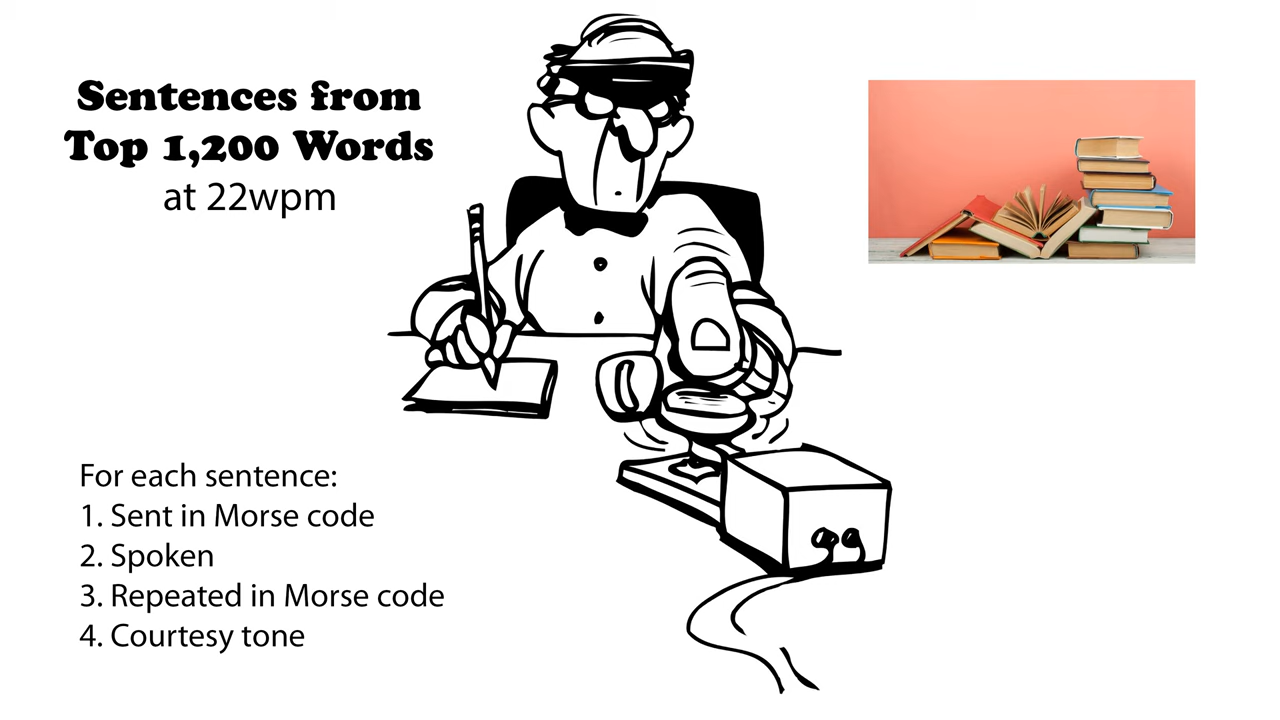 Sentences from
Top 1,200 Words
at 22wpm
For each sentence:
1. Sent in Morse code
2. Spoken
3. Repeated in Morse code
4. Courtesy tone